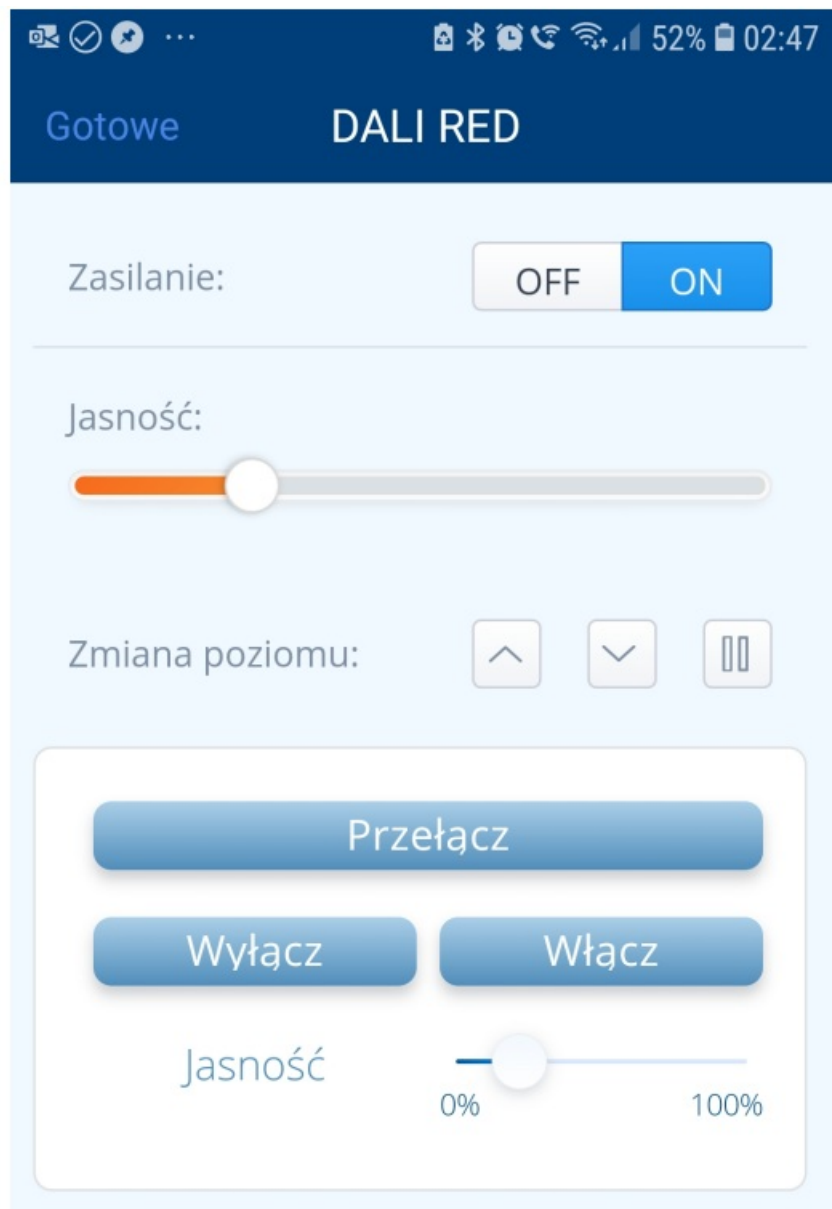 52% 02:47
Gotowe DALI RED
Zasilanie: OFF ON
Jasność:
Zmiana poziomu:
Przełącz
Wyłącz Włącz
Jasność
0% 100%